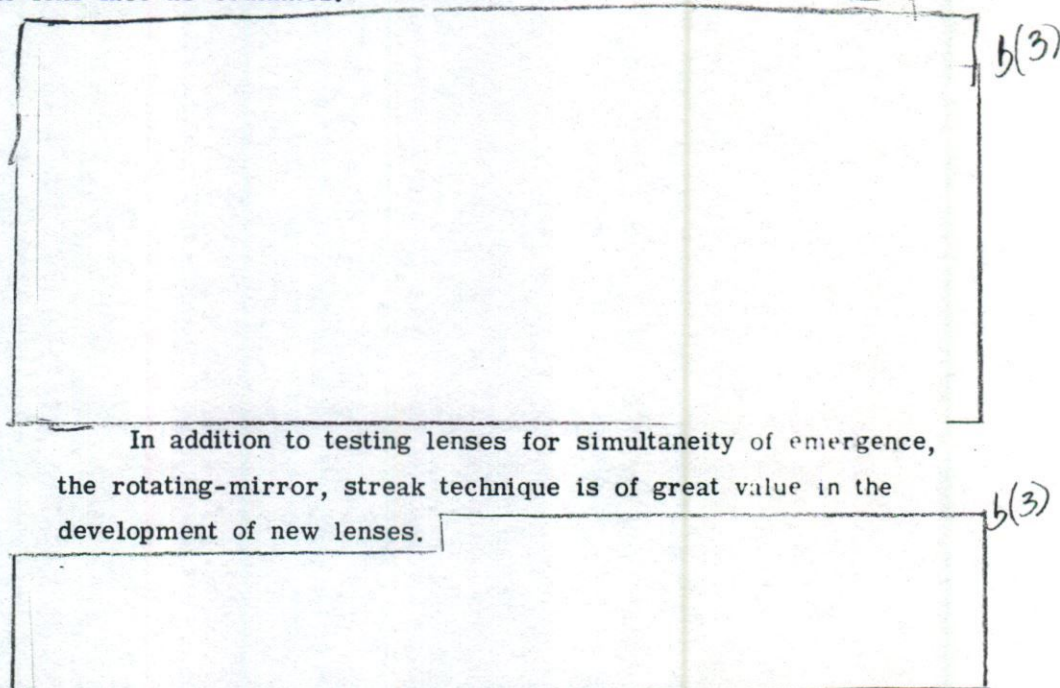 b(3)
In addition to testing lenses for simultaneity of emergence,
the rotating-mirror, streak technique is of great value in the
development of new lenses.
b(3)